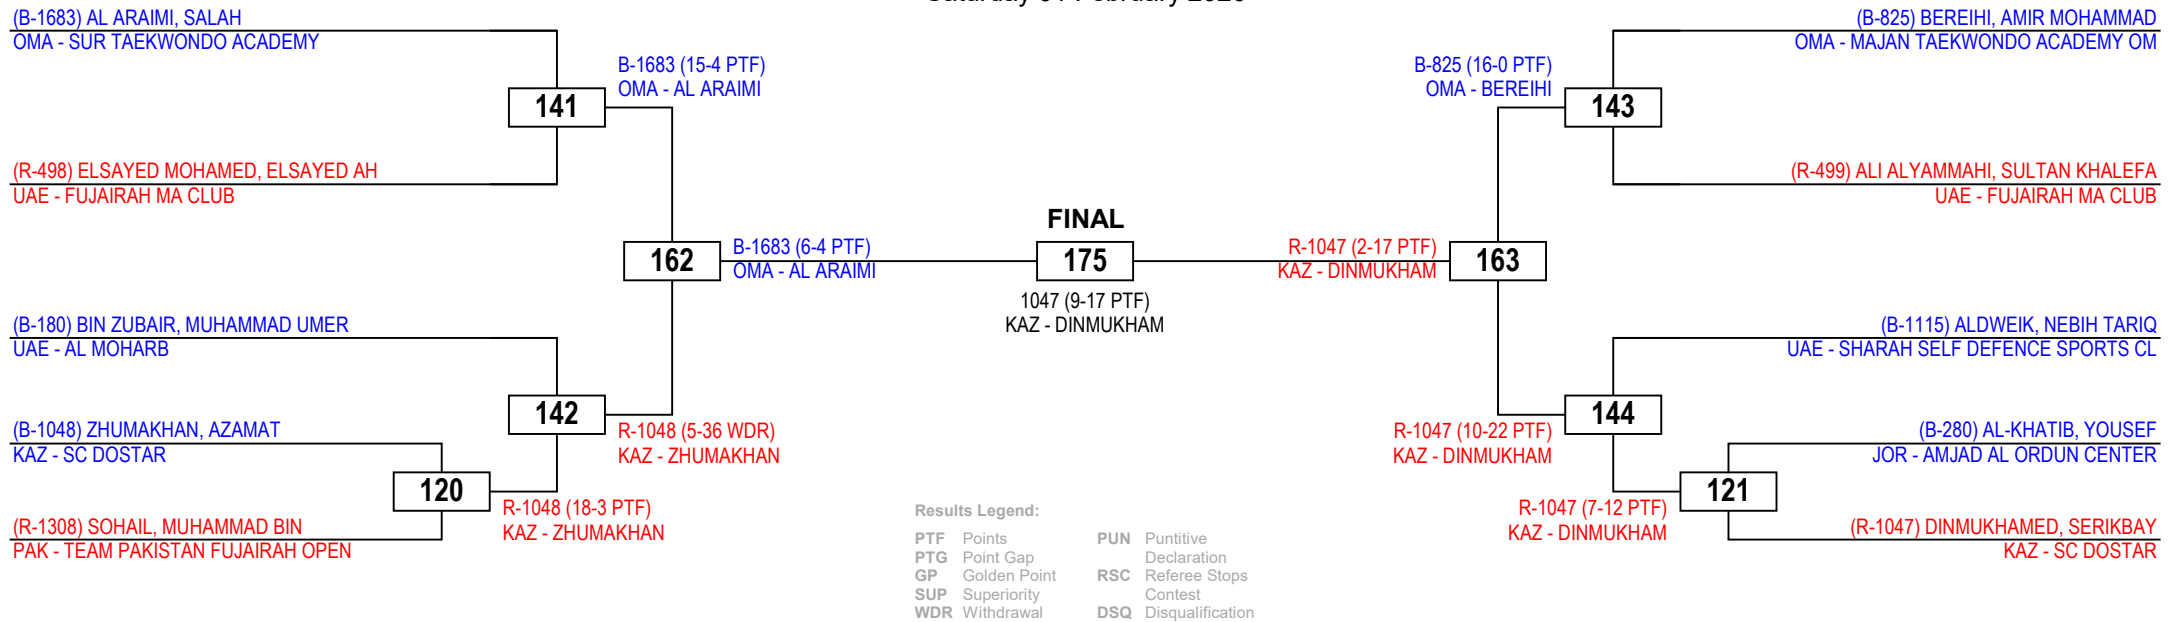 (B-1683) AL ARAIMI, SALAH
OMA - SUR TAEKWONDO ACADEMY
B-1683 (15-4 PTF)
OMA - AL ARAIMI
141
(R-498) ELSAYED MOHAMED, ELSAYED AH
UAE - FUJAIRAH MA CLUB
162
B-1683 (6-4 PTF)
OMA - AL ARAIMI
(B-180) BIN ZUBAIR, MUHAMMAD UMER
UAE - AL MOHARB
142
R-1048 (5-36 WDR)
KAZ - ZHUMAKHAN
(B-1048) ZHUMAKHAN, AZAMAT
KAZ - SC DOSTAR
120
R-1048 (18-3 PTF)
KAZ - ZHUMAKHAN
(R-1308) SOHAIL, MUHAMMAD BIN
PAK - TEAM PAKISTAN FUJAIRAH OPEN
FINAL
175
1047 (9-17 PTF)
KAZ - DINMUKHAM
(B-825) BEREIHI, AMIR MOHAMMAD
OMA - MAJAN TAEKWONDO ACADEMY OM
B-825 (16-0 PTF)
OMA - BEREIHI
143
(R-499) ALI ALYAMMAHI, SULTAN KHALEFA
UAE - FUJAIRAH MA CLUB
R-1047 (2-17 PTF)
KAZ - DINMUKHAM
163
(B-1115) ALDWEIK, NEBIH TARIQ
UAE - SHARAH SELF DEFENCE SPORTS CL
144
R-1047 (10-22 PTF)
KAZ - DINMUKHAM
(B-280) AL-KHATIB, YOUSEF
JOR - AMJAD AL ORDUN CENTER
121
R-1047 (7-12 PTF)
KAZ - DINMUKHAM
(R-1047) DINMUKHAMED, SERIKBAY
KAZ - SC DOSTAR
Results Legend:
PTF Points
PTG Point Gap
GP Golden Point
SUP Superiority
WDR Withdrawal
PUN Puntitive
Declaration
RSC Referee Stops
Contest
DSQ Disqualification